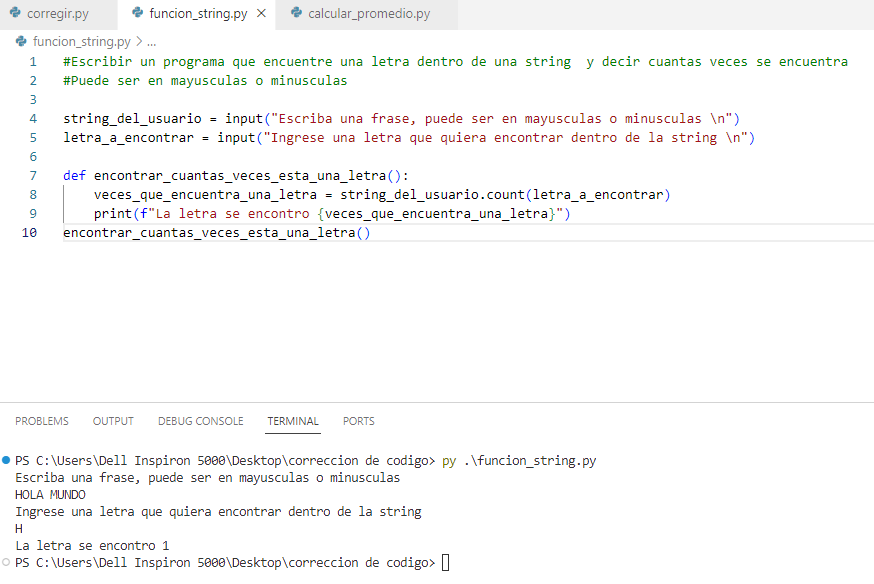 corregir.py funcion_string.py × calcular_promedio.py
funcion_string.py > ...
1 #Escribir un programa que encuentre una letra dentro de una string  y decir cuantas veces se encuentra
2 #Puede ser en mayusculas o minusculas
3
4 string_del_usuario = input("Escriba una frase, puede ser en mayusculas o minusculas \n")
5 letra_a_encontrar = input("Ingrese una letra que quiera encontrar dentro de la string \n")
6
7 def encontrar_cuantas_veces_esta_una_letra():
8     veces_que_encuentra_una_letra = string_del_usuario.count(letra_a_encontrar)
9     print(f"La letra se encontro {veces_que_encuentra_una_letra}")
10 encontrar_cuantas_veces_esta_una_letra()
PROBLEMS OUTPUT DEBUG CONSOLE TERMINAL PORTS
PS C:\Users\Dell Inspiron 5000\Desktop\correccion de codigo> py .\funcion_string.py
Escriba una frase, puede ser en mayusculas o minusculas
HOLA MUNDO
Ingrese una letra que quiera encontrar dentro de la string
H
La letra se encontro 1
PS C:\Users\Dell Inspiron 5000\Desktop\correccion de codigo>